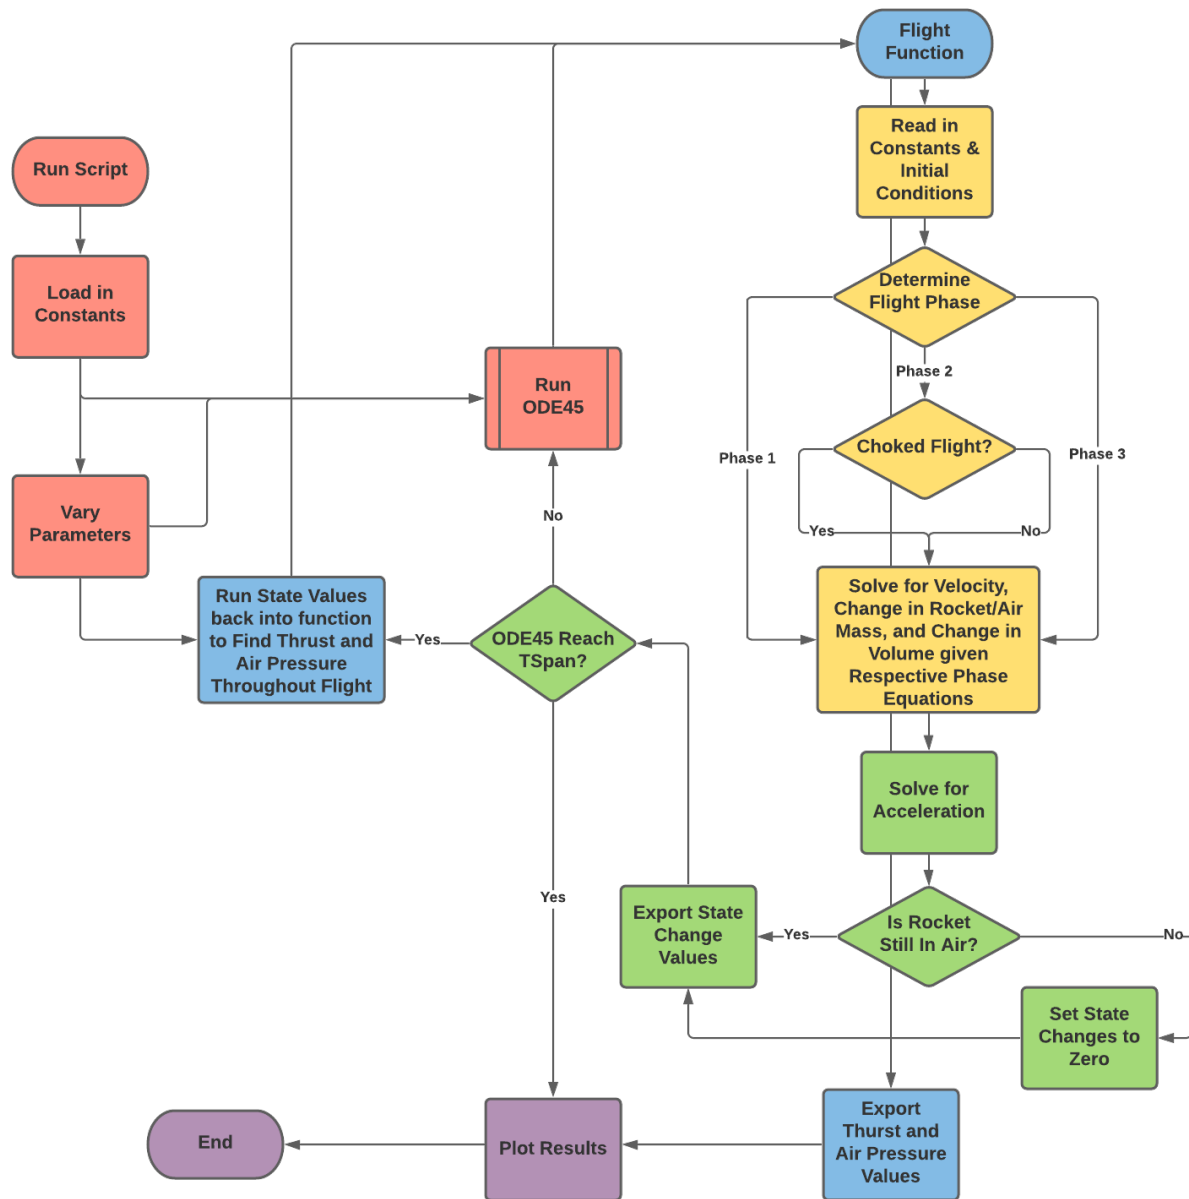 Flight
Function
Read in
Constants &
Initial
Conditions
Run Script
Load in
Constants
Determine
Flight Phase
Run
ODE45
Phase 2
Choked Flight?
Phase 1
Phase 3
Vary
Parameters
No
Yes
No
Run State Values
back into function
to Find Thrust and
Air Pressure
Throughout Flight
Yes
ODE45 Reach
TSpan?
Solve for Velocity,
Change in Rocket/Air
Mass, and Change in
Volume given
Respective Phase
Equations
Solve for
Acceleration
Yes
Export State
Change
Values
Yes
Is Rocket
Still In Air?
No
Set State
Changes to
Zero
End
Plot Results
Export
Thurst and
Air Pressure
Values